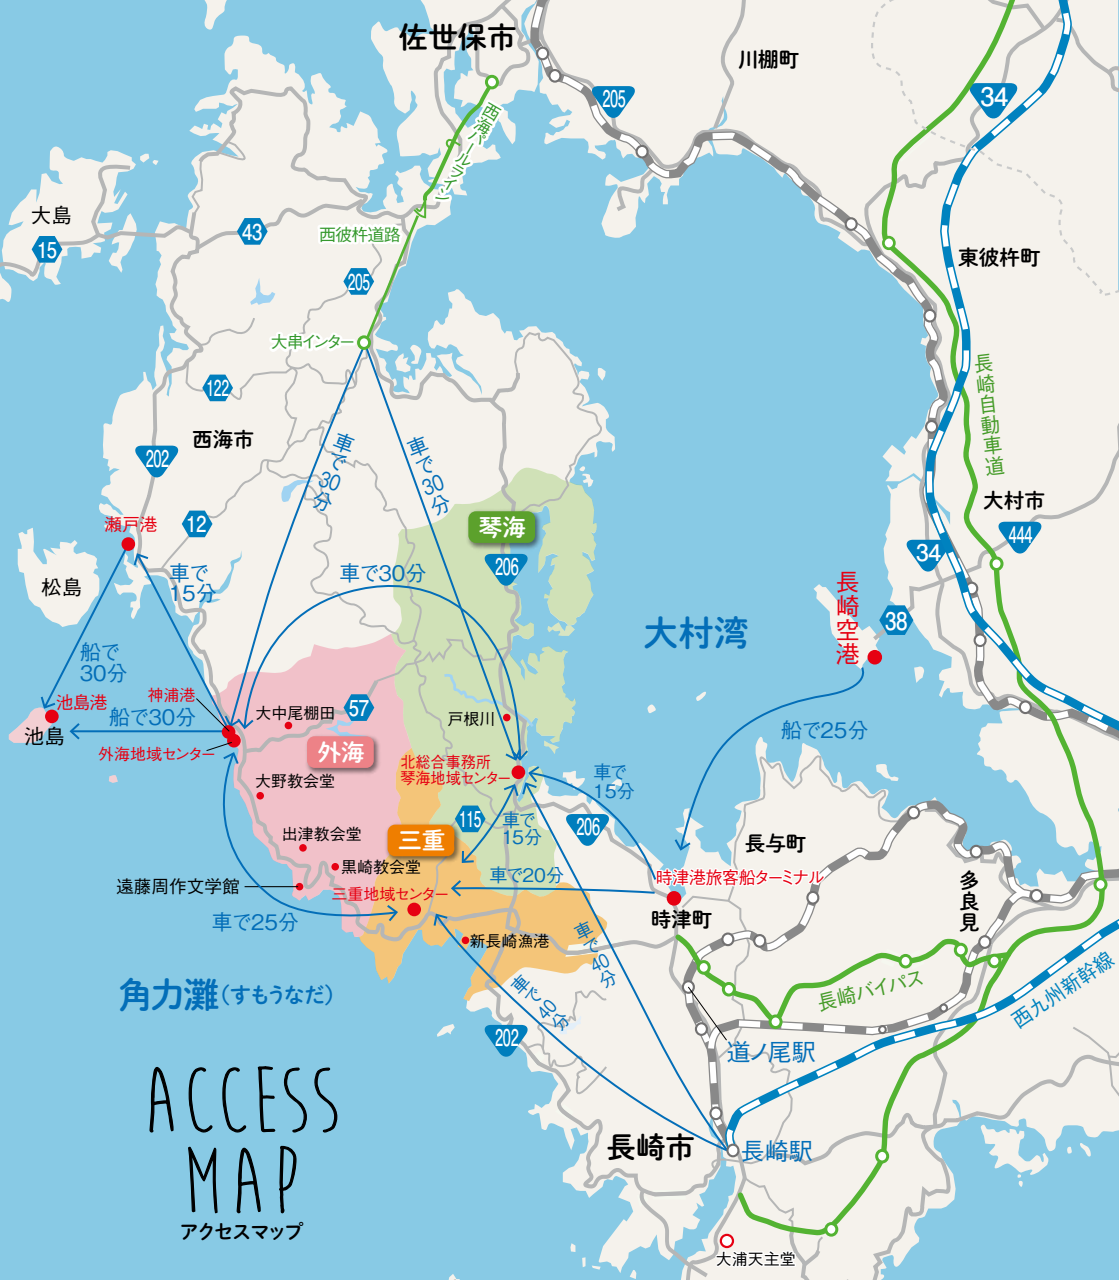 佐世保市
川棚町
205
34
西海パールライン
大島
15
43
西彼杵道路
205
東彼杵町
大串インター
122
西海市
202
車で30分
車で30分
長崎自動車道
大村市
444
瀬戸港
12
琴海
206
34
松島
車で
15分
車で30分
長崎空港
38
大村湾
船で
30分
池島港
神浦港
船で30分
池島
大中尾棚田
57
戸根川
外海地域センター
外海
船で25分
北総合事務所
琴海地域センター
大野教会堂
車で
15分
115
車で
15分
206
出津教会堂
三重
長与町
黒崎教会堂
遠藤周作文学館
三重地域センター
車で20分
時津港旅客船ターミナル
多良見
車で25分
時津町
新長崎漁港
車で40分
車で40分
角力灘(すもうなだ)
長崎バイパス
西九州新幹線
202
道ノ尾駅
ACCESS
MAP
アクセスマップ
長崎市
長崎駅
大浦天主堂